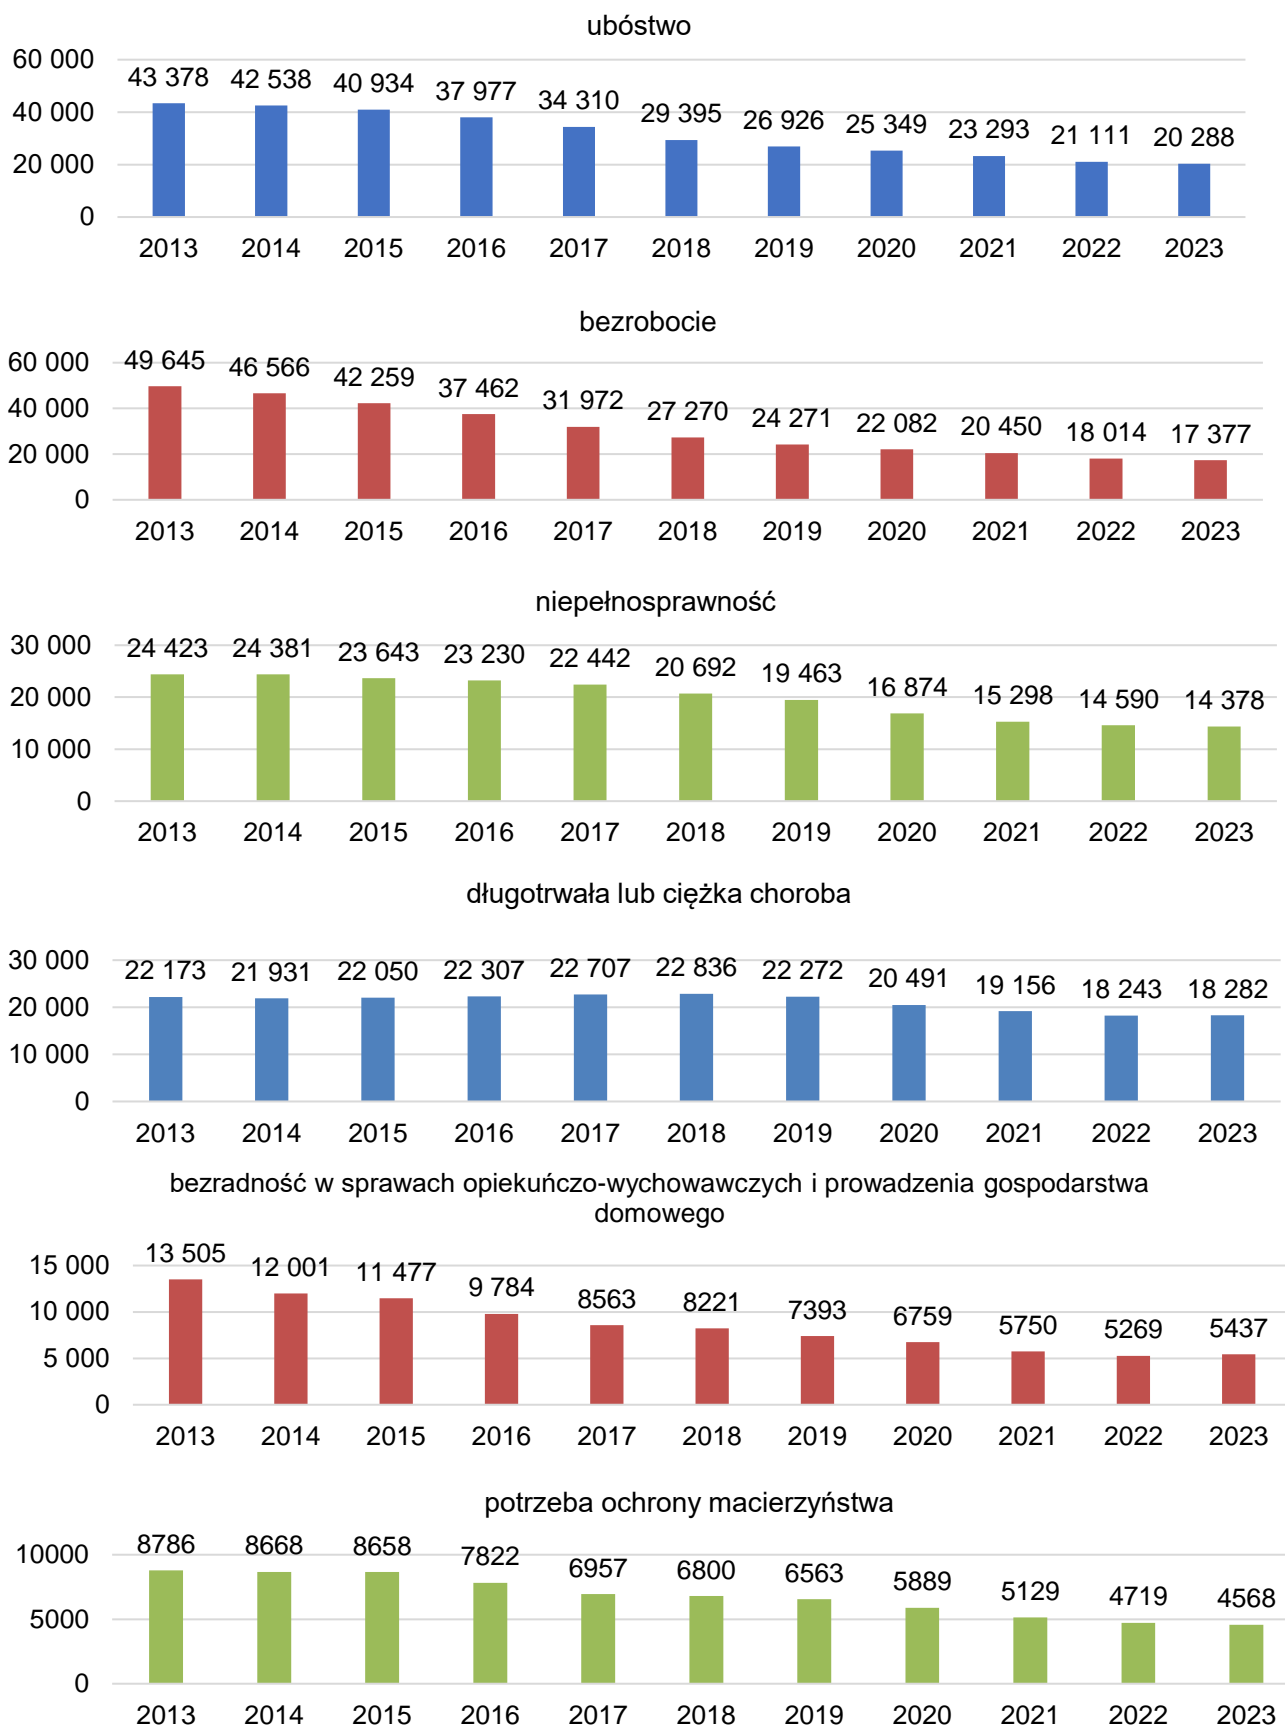 ubóstwo
60 000
40 000
20 000
0
43 378 42 538 40 934 37 977 34 310 29 395 26 926 25 349 23 293 21 111 20 288
2013 2014 2015 2016 2017 2018 2019 2020 2021 2022 2023
bezrobocie
60 000
40 000
20 000
0
49 645 46 566 42 259 37 462 31 972 27 270 24 271 22 082 20 450 18 014 17 377
2013 2014 2015 2016 2017 2018 2019 2020 2021 2022 2023
niepełnosprawność
30 000
20 000
10 000
0
24 423 24 381 23 643 23 230 22 442 20 692 19 463 16 874 15 298 14 590 14 378
2013 2014 2015 2016 2017 2018 2019 2020 2021 2022 2023
długotrwała lub ciężka choroba
30 000
20 000
10 000
0
22 173 21 931 22 050 22 307 22 707 22 836 22 272 20 491 19 156 18 243 18 282
2013 2014 2015 2016 2017 2018 2019 2020 2021 2022 2023
bezradność w sprawach opiekuńczo-wychowawczych i prowadzenia gospodarstwa
domowego
15 000
10 000
5 000
0
13 505 12 001 11 477 9 784 8563 8221 7393 6759 5750 5269 5437
2013 2014 2015 2016 2017 2018 2019 2020 2021 2022 2023
potrzeba ochrony macierzyństwa
10000
5000
0
8786 8668 8658 7822 6957 6800 6563 5889 5129 4719 4568
2013 2014 2015 2016 2017 2018 2019 2020 2021 2022 2023